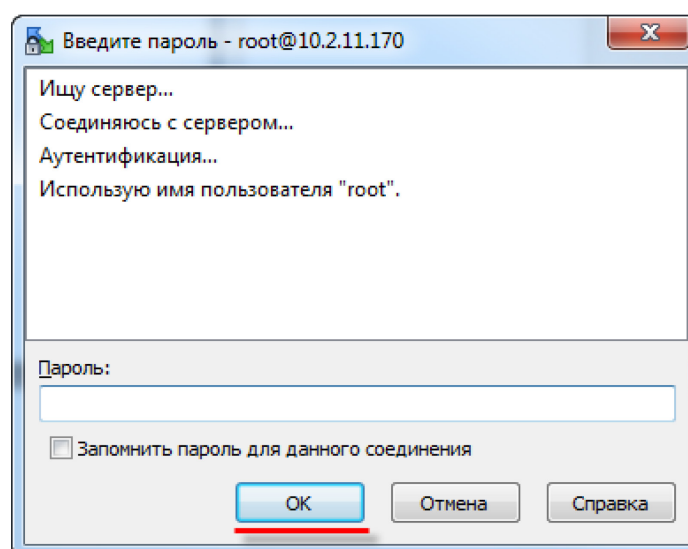 Введите пароль - root@10.2.11.170
Ищу сервер...
Соединяюсь с сервером...
Аутентификация...
Использую имя пользователя "root".
Пароль:
Запомнить пароль для данного соединения
ОК Отмена Справка